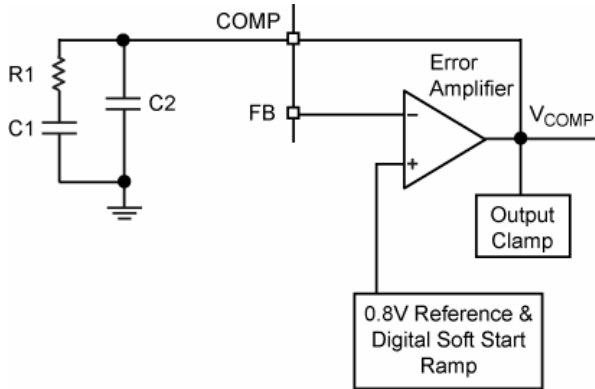 COMP
R1
C1
C2
FB
Error
Amplifier
−
+
VCOMP
Output
Clamp
0.8V Reference &
Digital Soft Start
Ramp